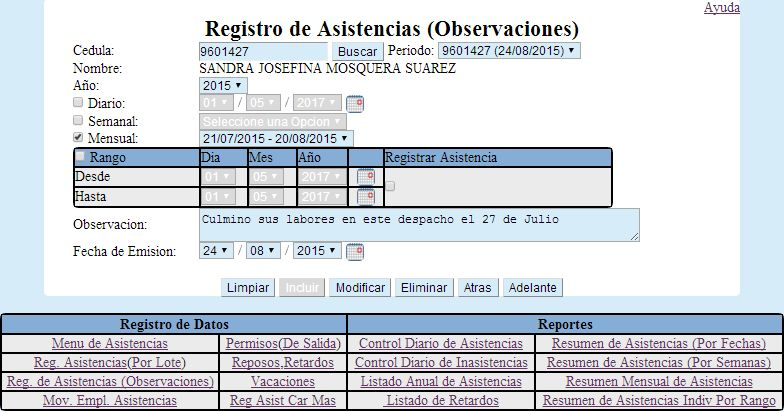 Ayuda
Registro de Asistencias (Observaciones)
Cedula: 9601427 Buscar Periodo: 9601427 (24/08/2015)
Nombre: SANDRA JOSEFINA MOSQUERA SUAREZ
Año: 2015
Diario: 01 / 05 / 2017
Semanal: Seleccione una Opcion
Mensual: 21/07/2015 - 20/08/2015
Rango Dia Mes Año Registrar Asistencia
Desde 01 05 2017
Hasta 01 05 2017
Observacion: Culmino sus labores en este despacho el 27 de Julio
Fecha de Emision: 24 / 08 / 2015
Limpiar Incluir Modificar Eliminar Atras Adelante
Registro de Datos Reportes
Menu de Asistencias Permisos(De Salida) Control Diario de Asistencias Resumen de Asistencias (Por Fechas)
Reg. Asistencias(Por Lote) Reposos,Retardos Control Diario de Inasistencias Resumen de Asistencias (Por Semanas)
Reg. de Asistencias (Observaciones) Vacaciones Listado Anual de Asistencias Resumen Mensual de Asistencias
Mov. Empl. Asistencias Reg Asist Car Mas Listado de Retardos Resumen de Asistencias Indiv Por Rango